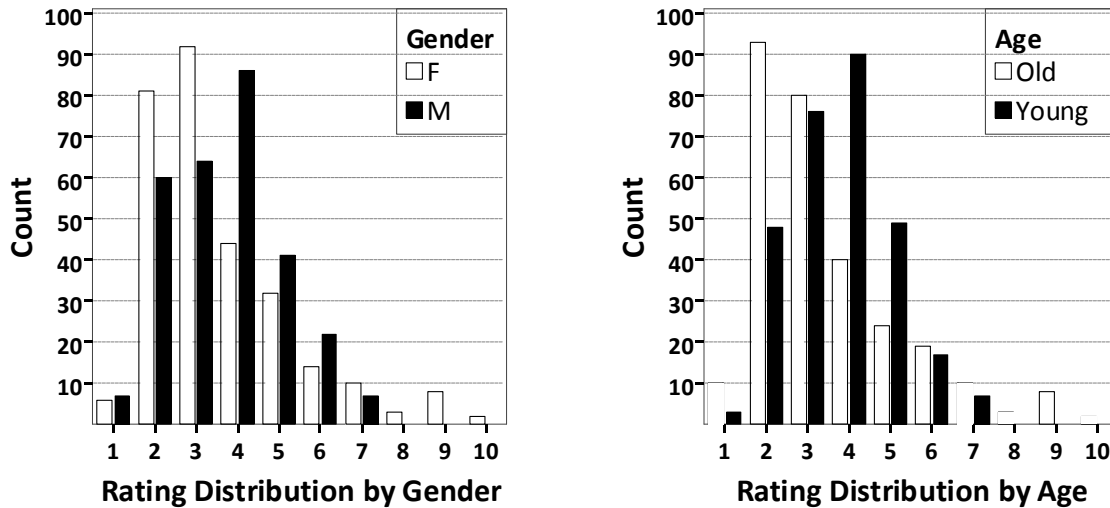 100
90
80
70
60
50
40
30
20
10
Count
Gender
F
M
1 2 3 4 5 6 7 8 9 10
Rating Distribution by Gender
100
90
80
70
60
50
40
30
20
10
Count
Age
Old
Young
1 2 3 4 5 6 7 8 9 10
Rating Distribution by Age